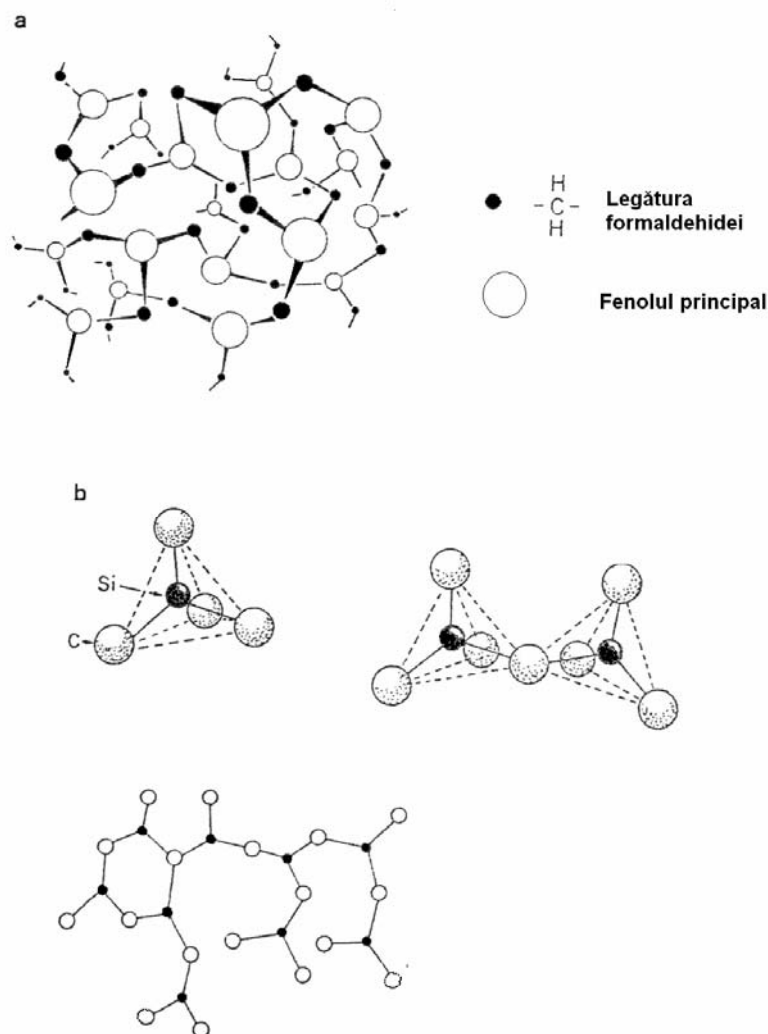 a
H
-C-
H
Legătura
formaldehidei
Fenolul principal
b
Si
C